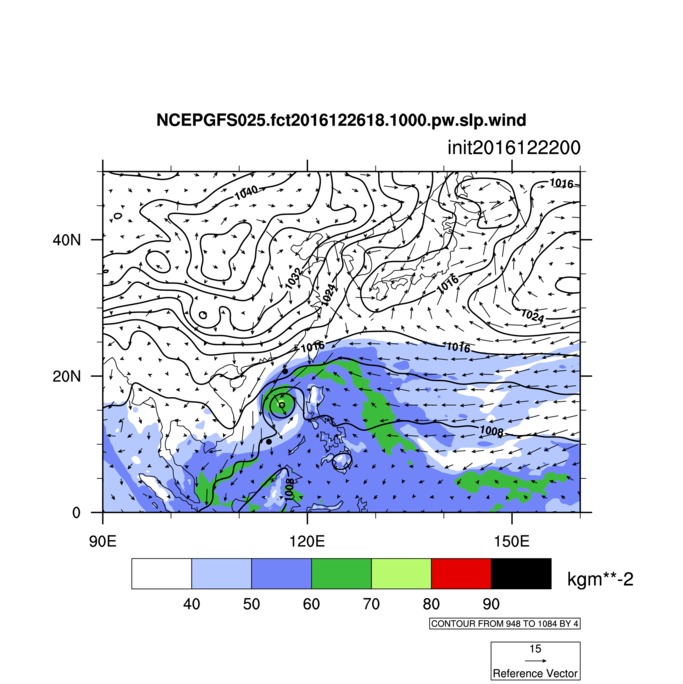 NCEPGFS025.fct2016122618.1000.pw.slp.wind
init2016122200
1040
1016
40N
1032
1024
1016
1024
1016
1016
20N
1008
1008
0
90E 120E 150E
40 50 60 70 80 90
kgm**-2
CONTOUR FROM 948 TO 1084 BY 4
15
Reference Vector